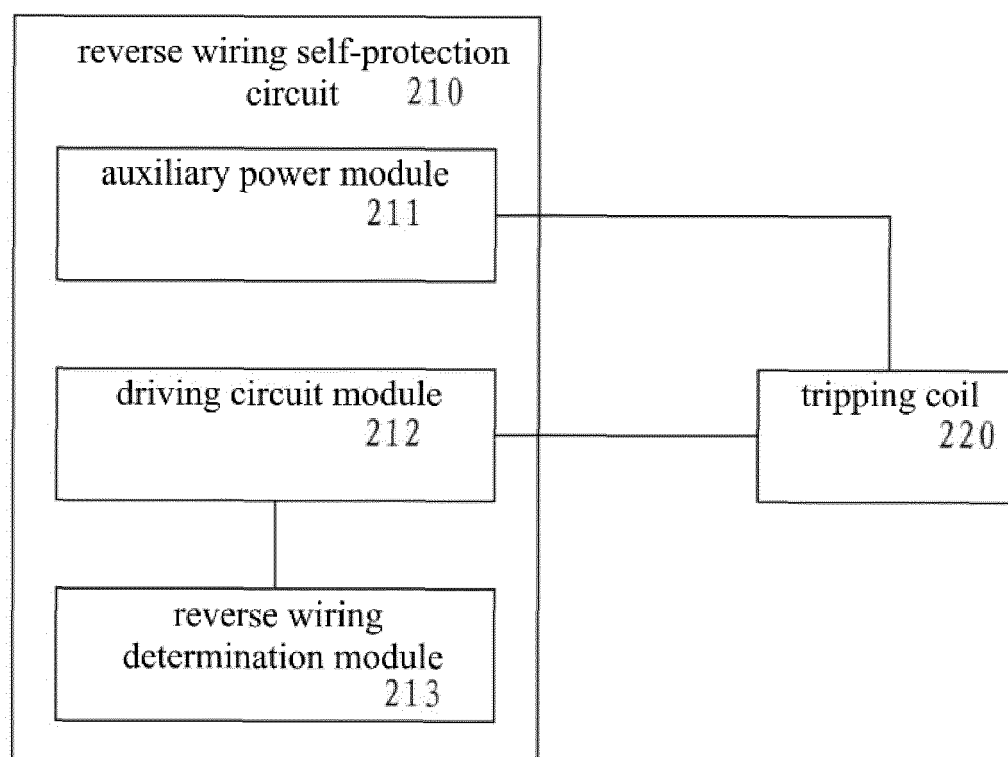 reverse wiring self-protection
circuit 210
auxiliary power module
211
driving circuit module
212
tripping coil
220
reverse wiring
determination module
213